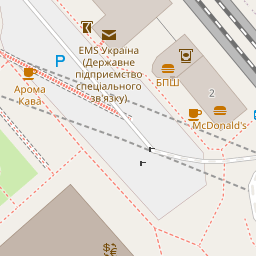 P
EMS Україна
(Державне
підприємство
спеціального
зв'язку)
БПШ
2
Арома
Кава
McDonald's
$€
¥